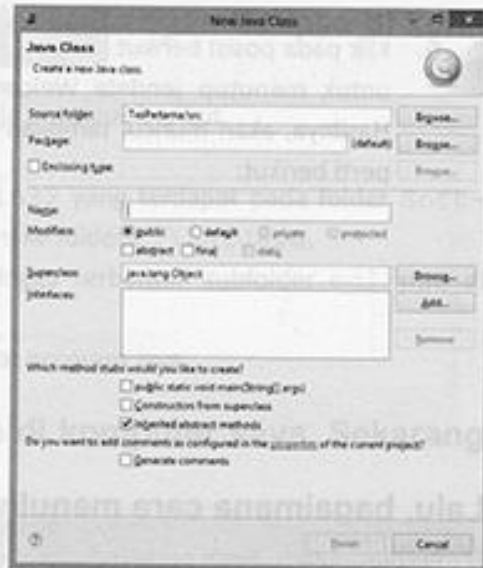 New Java Class
Java Class
Create a new Java class.
Source folder: TesPertama/src Browse...
Package: (default) Browse...
Enclosing type: Browse...
Name:
Modifiers: public default private protected
abstract final static
Superclass: java.lang.Object Browse...
Interfaces: Add...
Remove
Which method stubs would you like to create?
public static void main(String[] args)
Constructors from superclass
Inherited abstract methods
Do you want to add comments as configured in the properties of the current project?
Generate comments
Finish Cancel